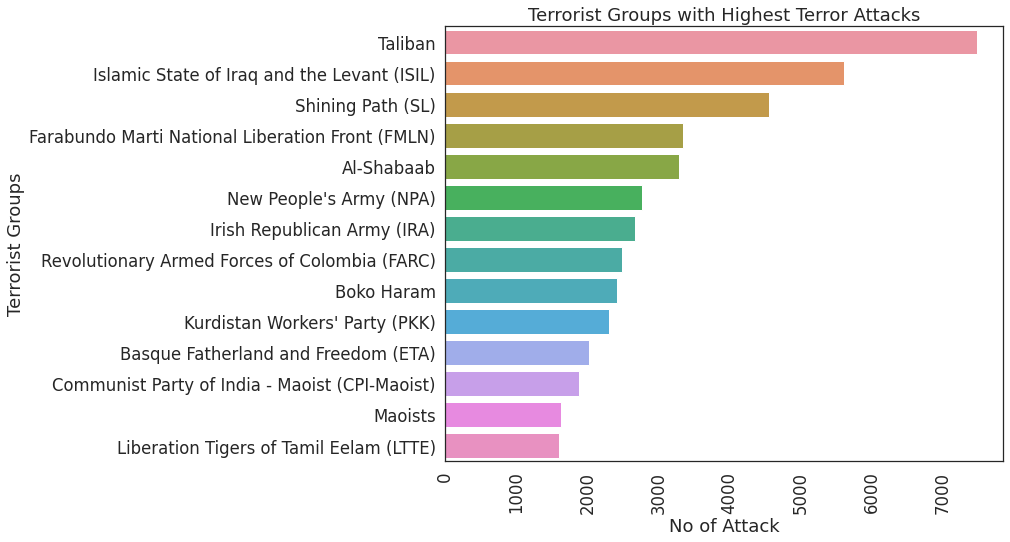 Terrorist Groups with Highest Terror Attacks
Terrorist Groups
Taliban
Islamic State of Iraq and the Levant (ISIL)
Shining Path (SL)
Farabundo Marti National Liberation Front (FMLN)
Al-Shabaab
New People's Army (NPA)
Irish Republican Army (IRA)
Revolutionary Armed Forces of Colombia (FARC)
Boko Haram
Kurdistan Workers' Party (PKK)
Basque Fatherland and Freedom (ETA)
Communist Party of India - Maoist (CPI-Maoist)
Maoists
Liberation Tigers of Tamil Eelam (LTTE)
0
1000
2000
3000
4000
5000
6000
7000
No of Attack